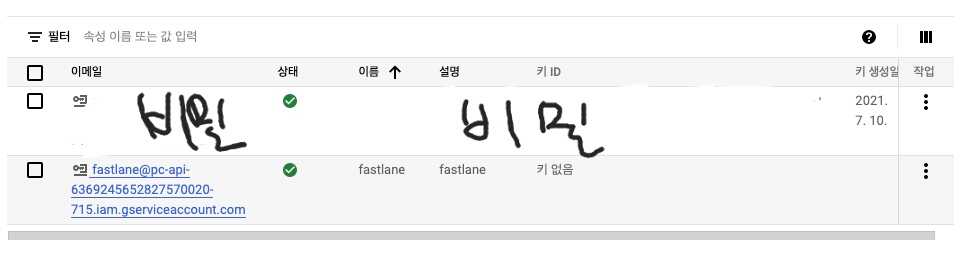 필터 속성 이름 또는 값 입력
이메일 상태 이름 설명 키 ID 키 생성일 작업
비밀 비밀 2021.
7. 10.
fastlane@pc-api- fastlane fastlane 키 없음
6369245652827570020-
715.iam.gserviceaccount.com